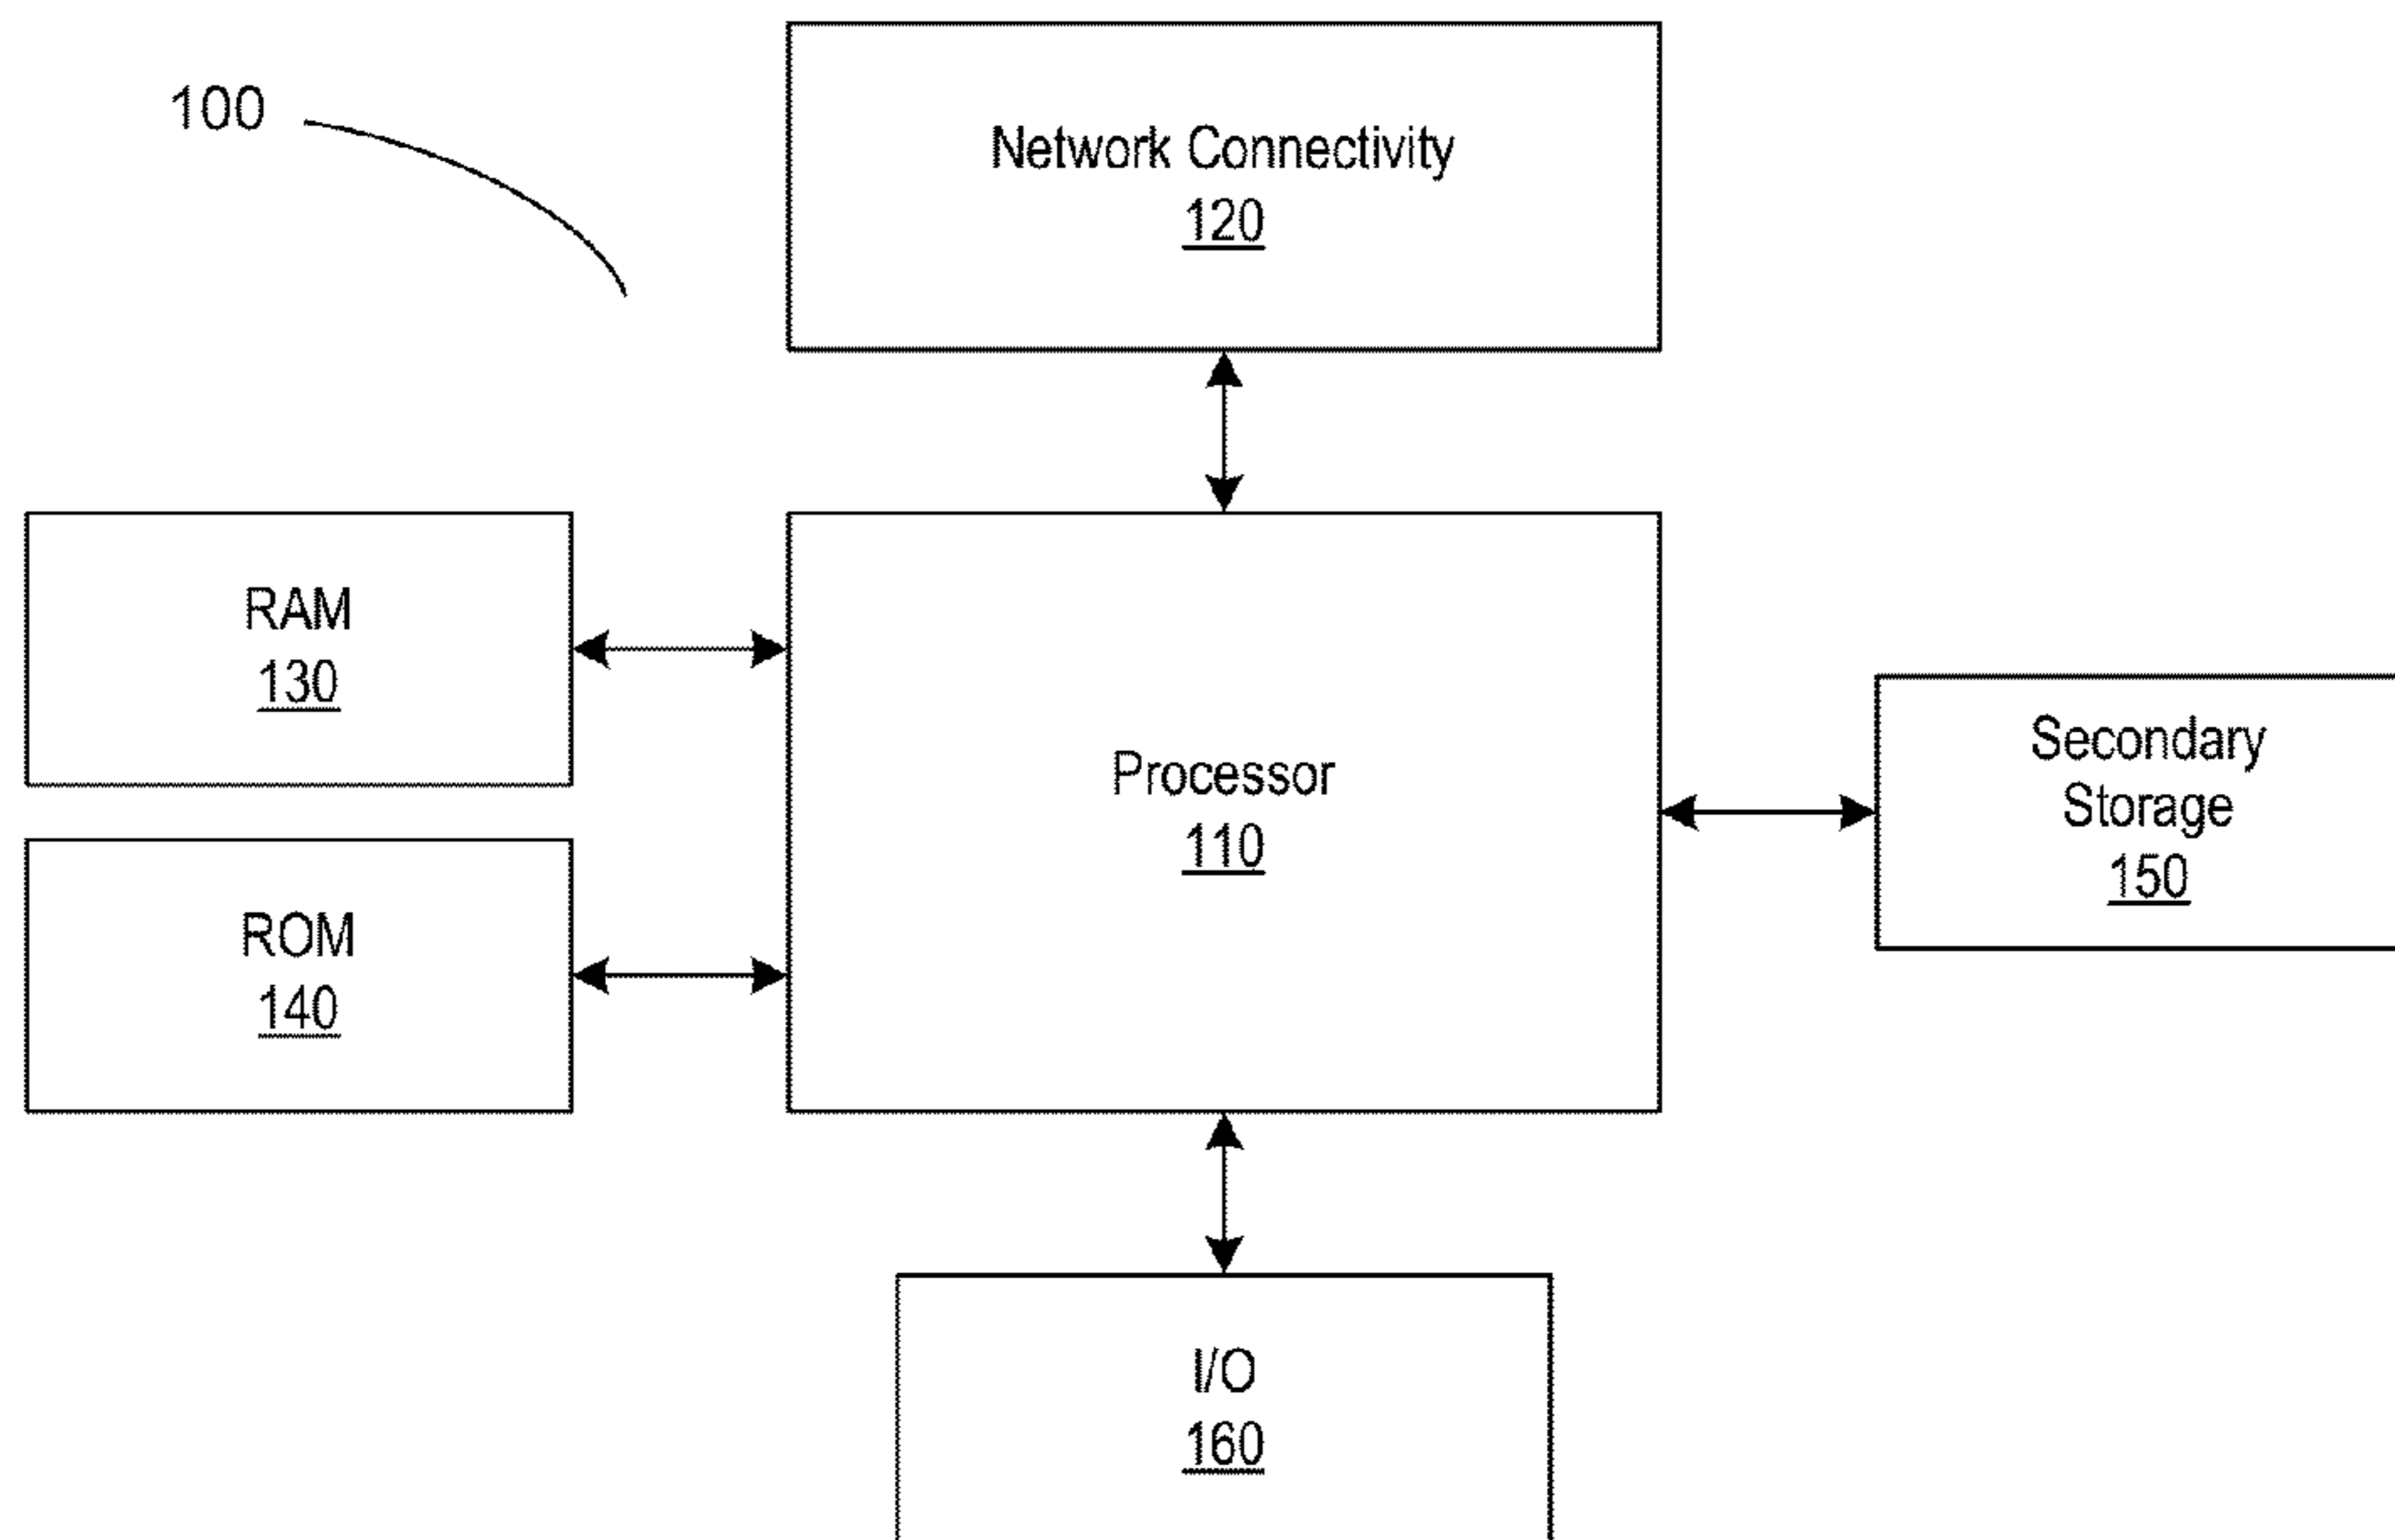 100
Network Connectivity
120
RAM
130
Processor
110
Secondary
Storage
150
ROM
140
I/O
160